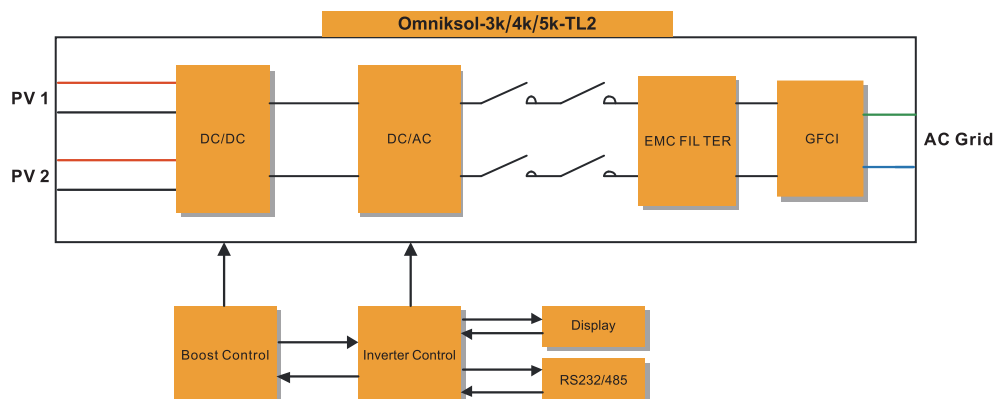 Omniksol-3k/4k/5k-TL2
PV 1
PV 2
DC/DC
DC/AC
EMC FIL TER
GFCI
AC Grid
Boost Control
Inverter Control
Display
RS232/485